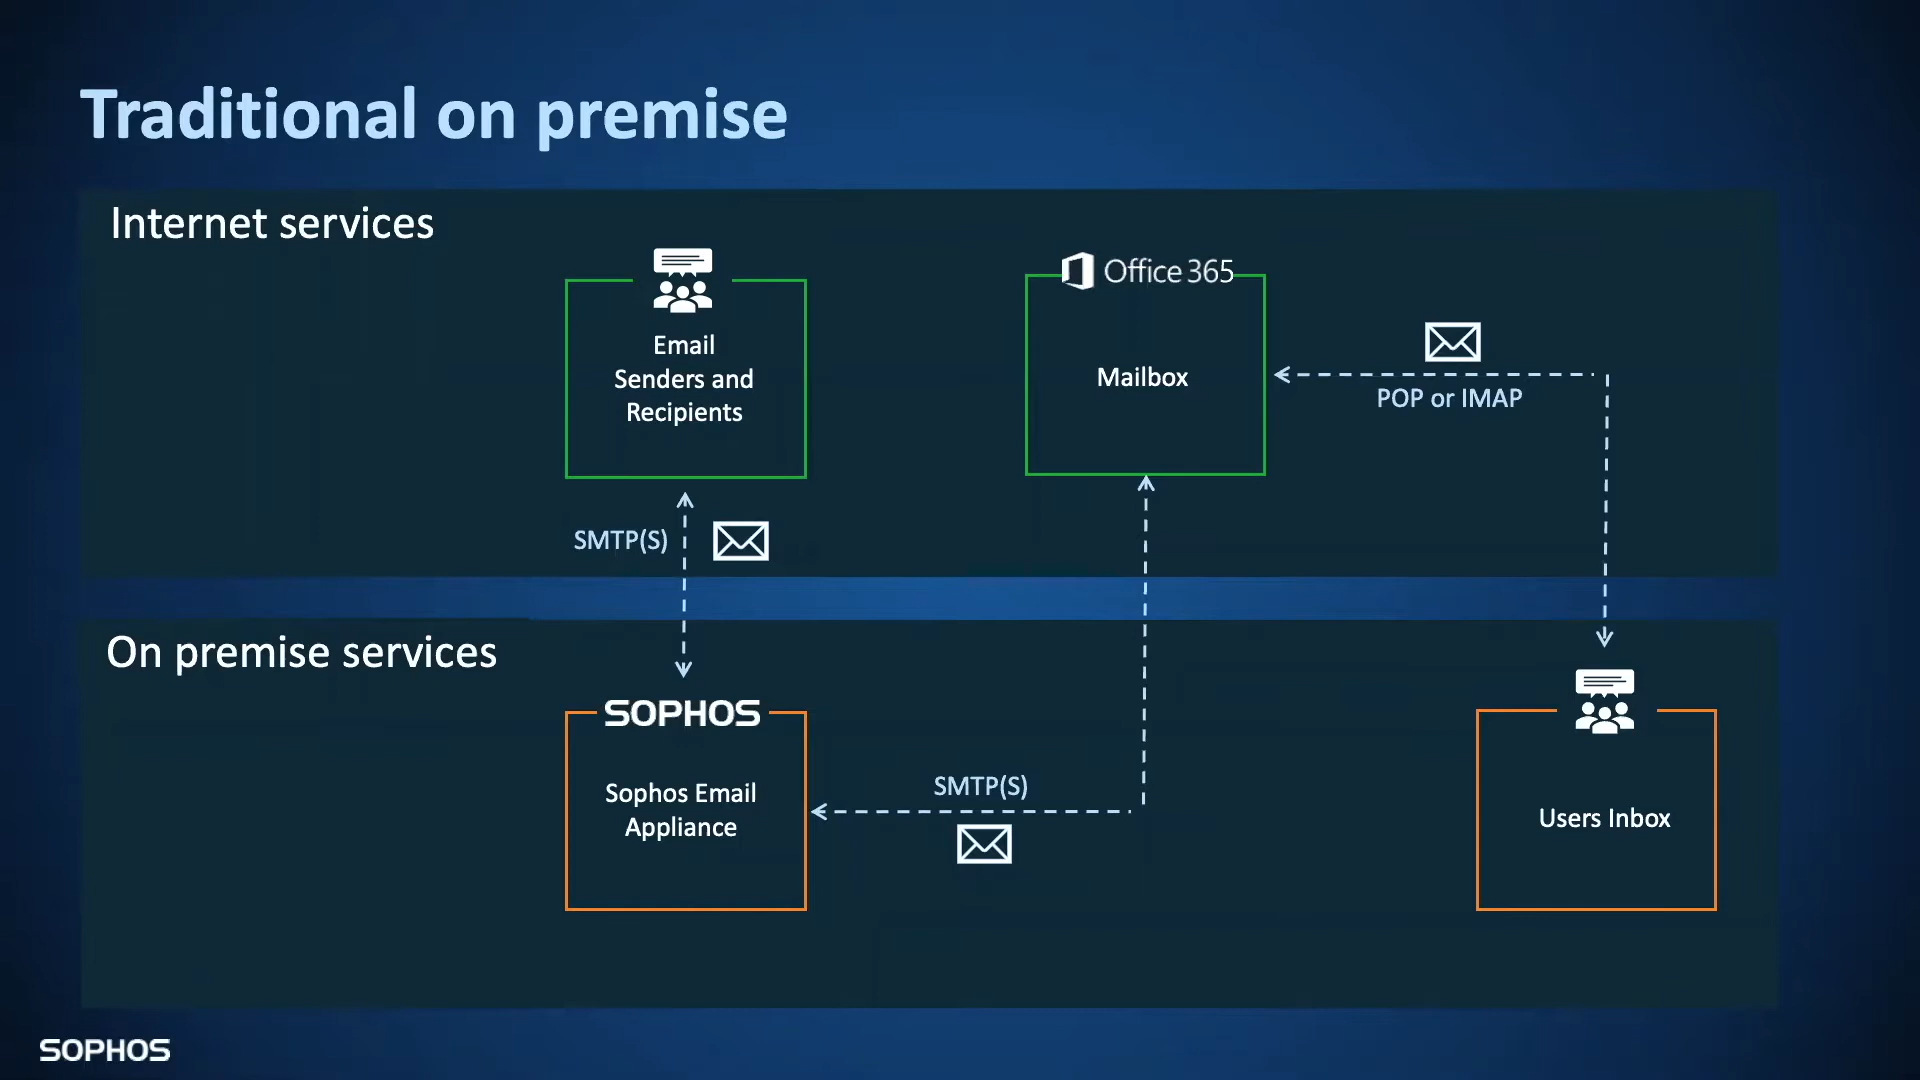 Traditional on premise
Internet services
Email
Senders and
Recipients
Office 365
Mailbox
POP or IMAP
SMTP(S)
On premise services
SOPHOS
Sophos Email
Appliance
SMTP(S)
Users Inbox
SOPHOS